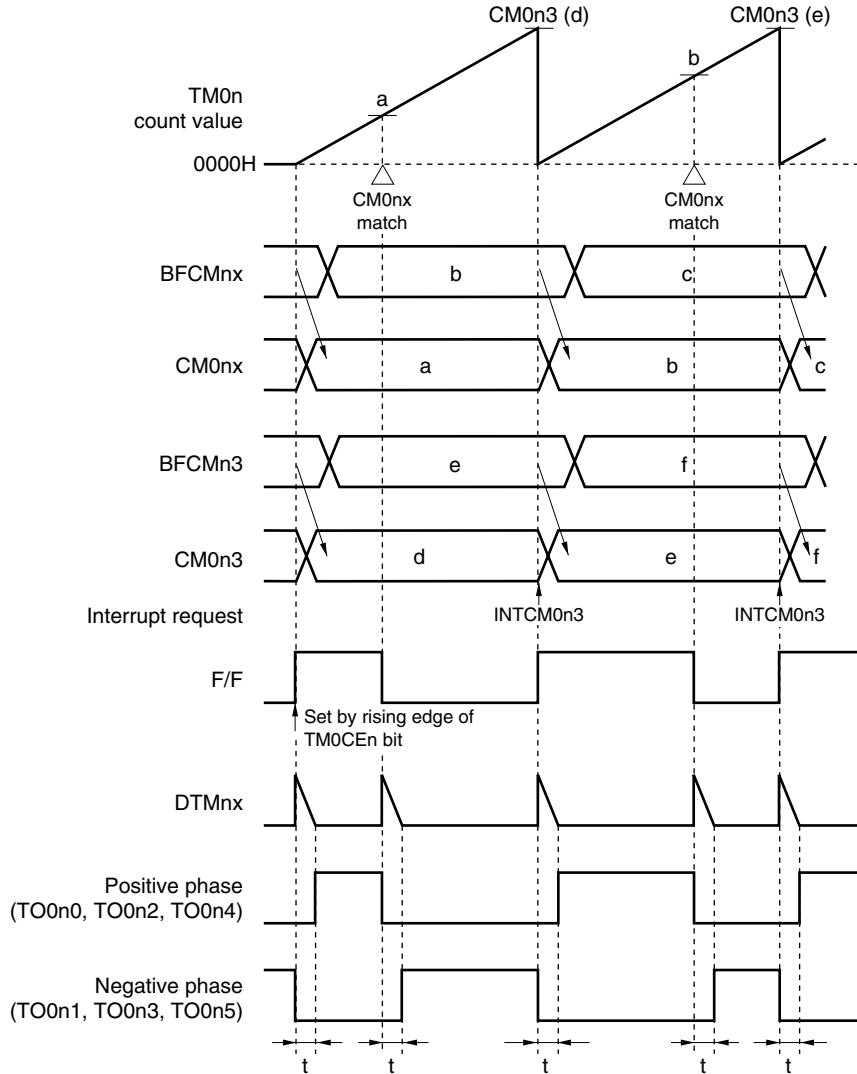 CM0n3 (d)
CM0n3 (e)
b
a
TM0n
count value
0000H
CM0nx
match
CM0nx
match
BFCMnx
b
c
CM0nx
a
b
c
BFCMn3
e
f
CM0n3
d
e
f
Interrupt request
INTCM0n3
INTCM0n3
F/F
Set by rising edge of
TM0CEn bit
DTMnx
Positive phase
(TO0n0, TO0n2, TO0n4)
Negative phase
(TO0n1, TO0n3, TO0n5)
t
t
t
t
t